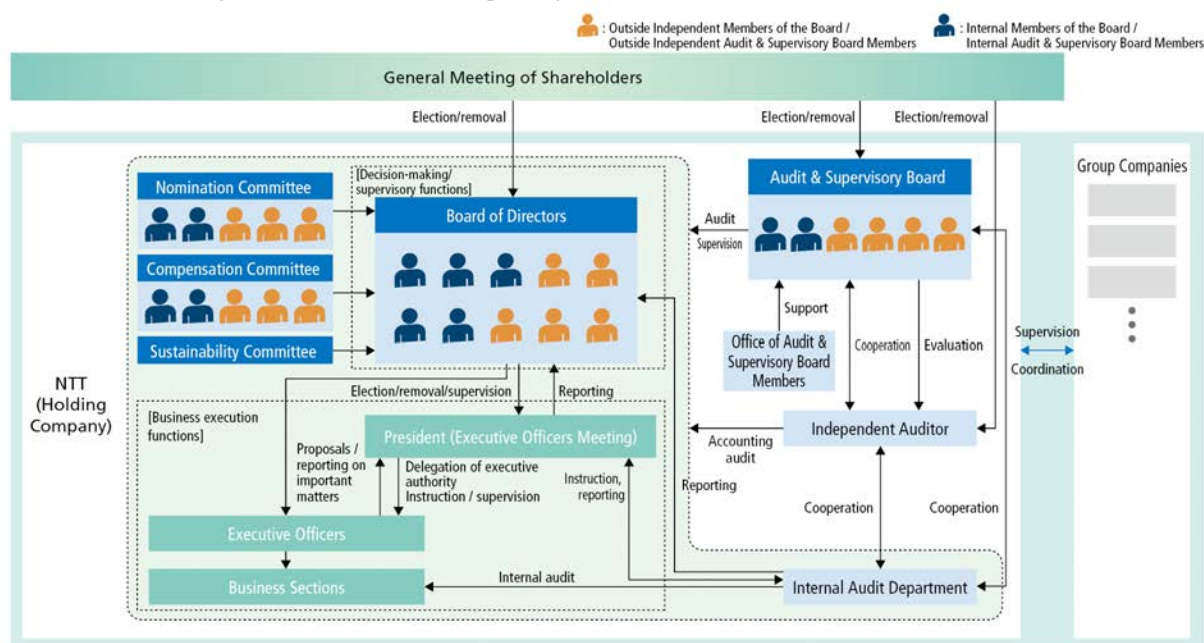 : Outside Independent Members of the Board /
Outside Independent Audit & Supervisory Board Members
: Internal Members of the Board /
Internal Audit & Supervisory Board Members
General Meeting of Shareholders
Election/removal
Election/removal
Election/removal
Nomination Committee
[Decision-making/
supervisory functions]
Board of Directors
Audit & Supervisory Board
Group Companies
Audit
Supervision
Compensation Committee
Sustainability Committee
Support
Office of Audit &
Supervisory Board
Members
Cooperation
Evaluation
Supervision
Coordination
NTT
(Holding
Company)
Election/removal/supervision
Reporting
[Business execution
functions]
President (Executive Officers Meeting)
Independent Auditor
Accounting
audit
Proposals /
reporting on
important
matters
Delegation of executive
authority
Instruction / supervision
Instruction,
reporting
Reporting
Cooperation
Cooperation
Executive Officers
Business Sections
Internal audit
Internal Audit Department